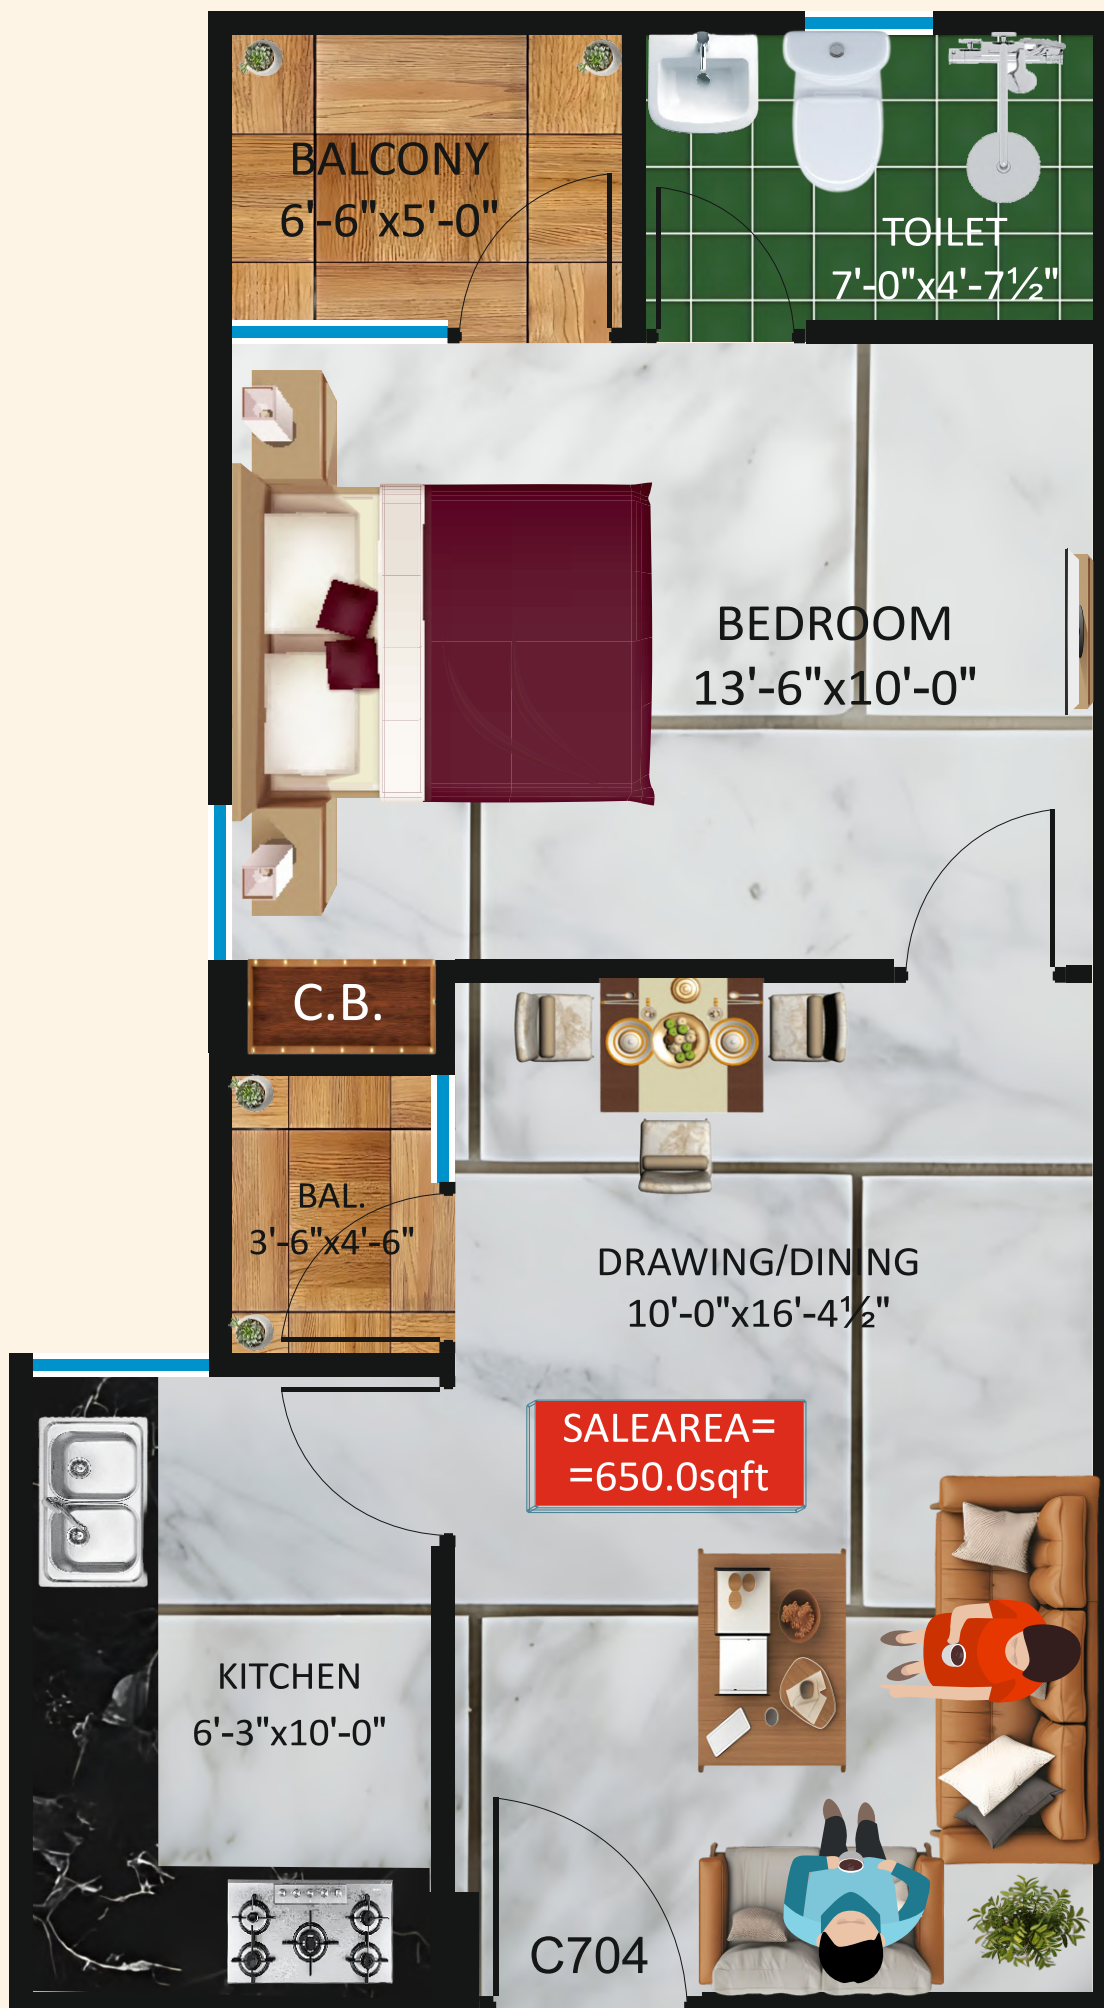 BALCONY
6'-6"x5'-0"
TOILET
7'-0"x4'-7½"
BEDROOM
13'-6"x10'-0"
C.B.
BAL.
3'-6"x4'-6"
DRAWING/DINING
10'-0"x16'-4½"
SALEAREA=
=650.0sqft
KITCHEN
6'-3"x10'-0"
C704